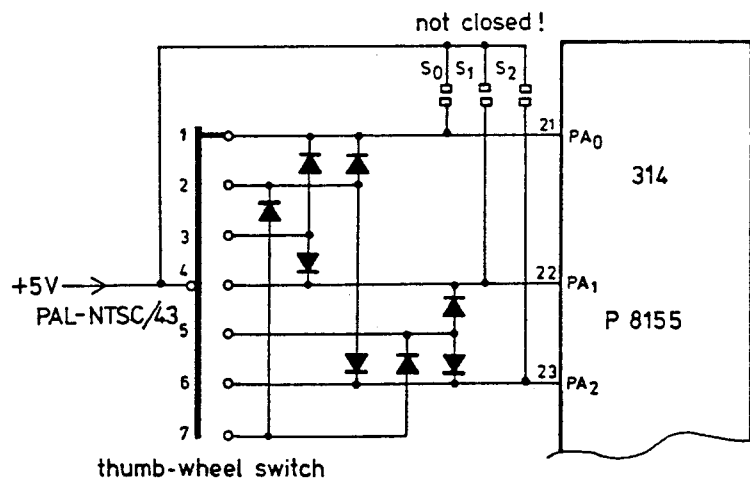 not closed!
S0 S1 S2
1
21 PA0
314
2
3
4
22 PA1
+5V
PAL-NTSC/43
5
P 8155
6
23 PA2
7
thumb-wheel switch